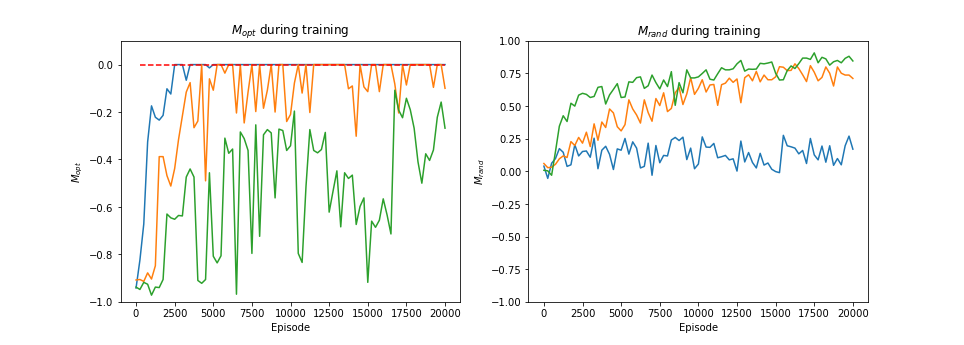 M_opt during training
0.0
−0.2
−0.4
−0.6
−0.8
−1.0
M_opt
0 2500 5000 7500 10000 12500 15000 17500 20000
Episode
M_rand during training
1.00
0.75
0.50
0.25
0.00
−0.25
−0.50
−0.75
−1.00
M_rand
0 2500 5000 7500 10000 12500 15000 17500 20000
Episode